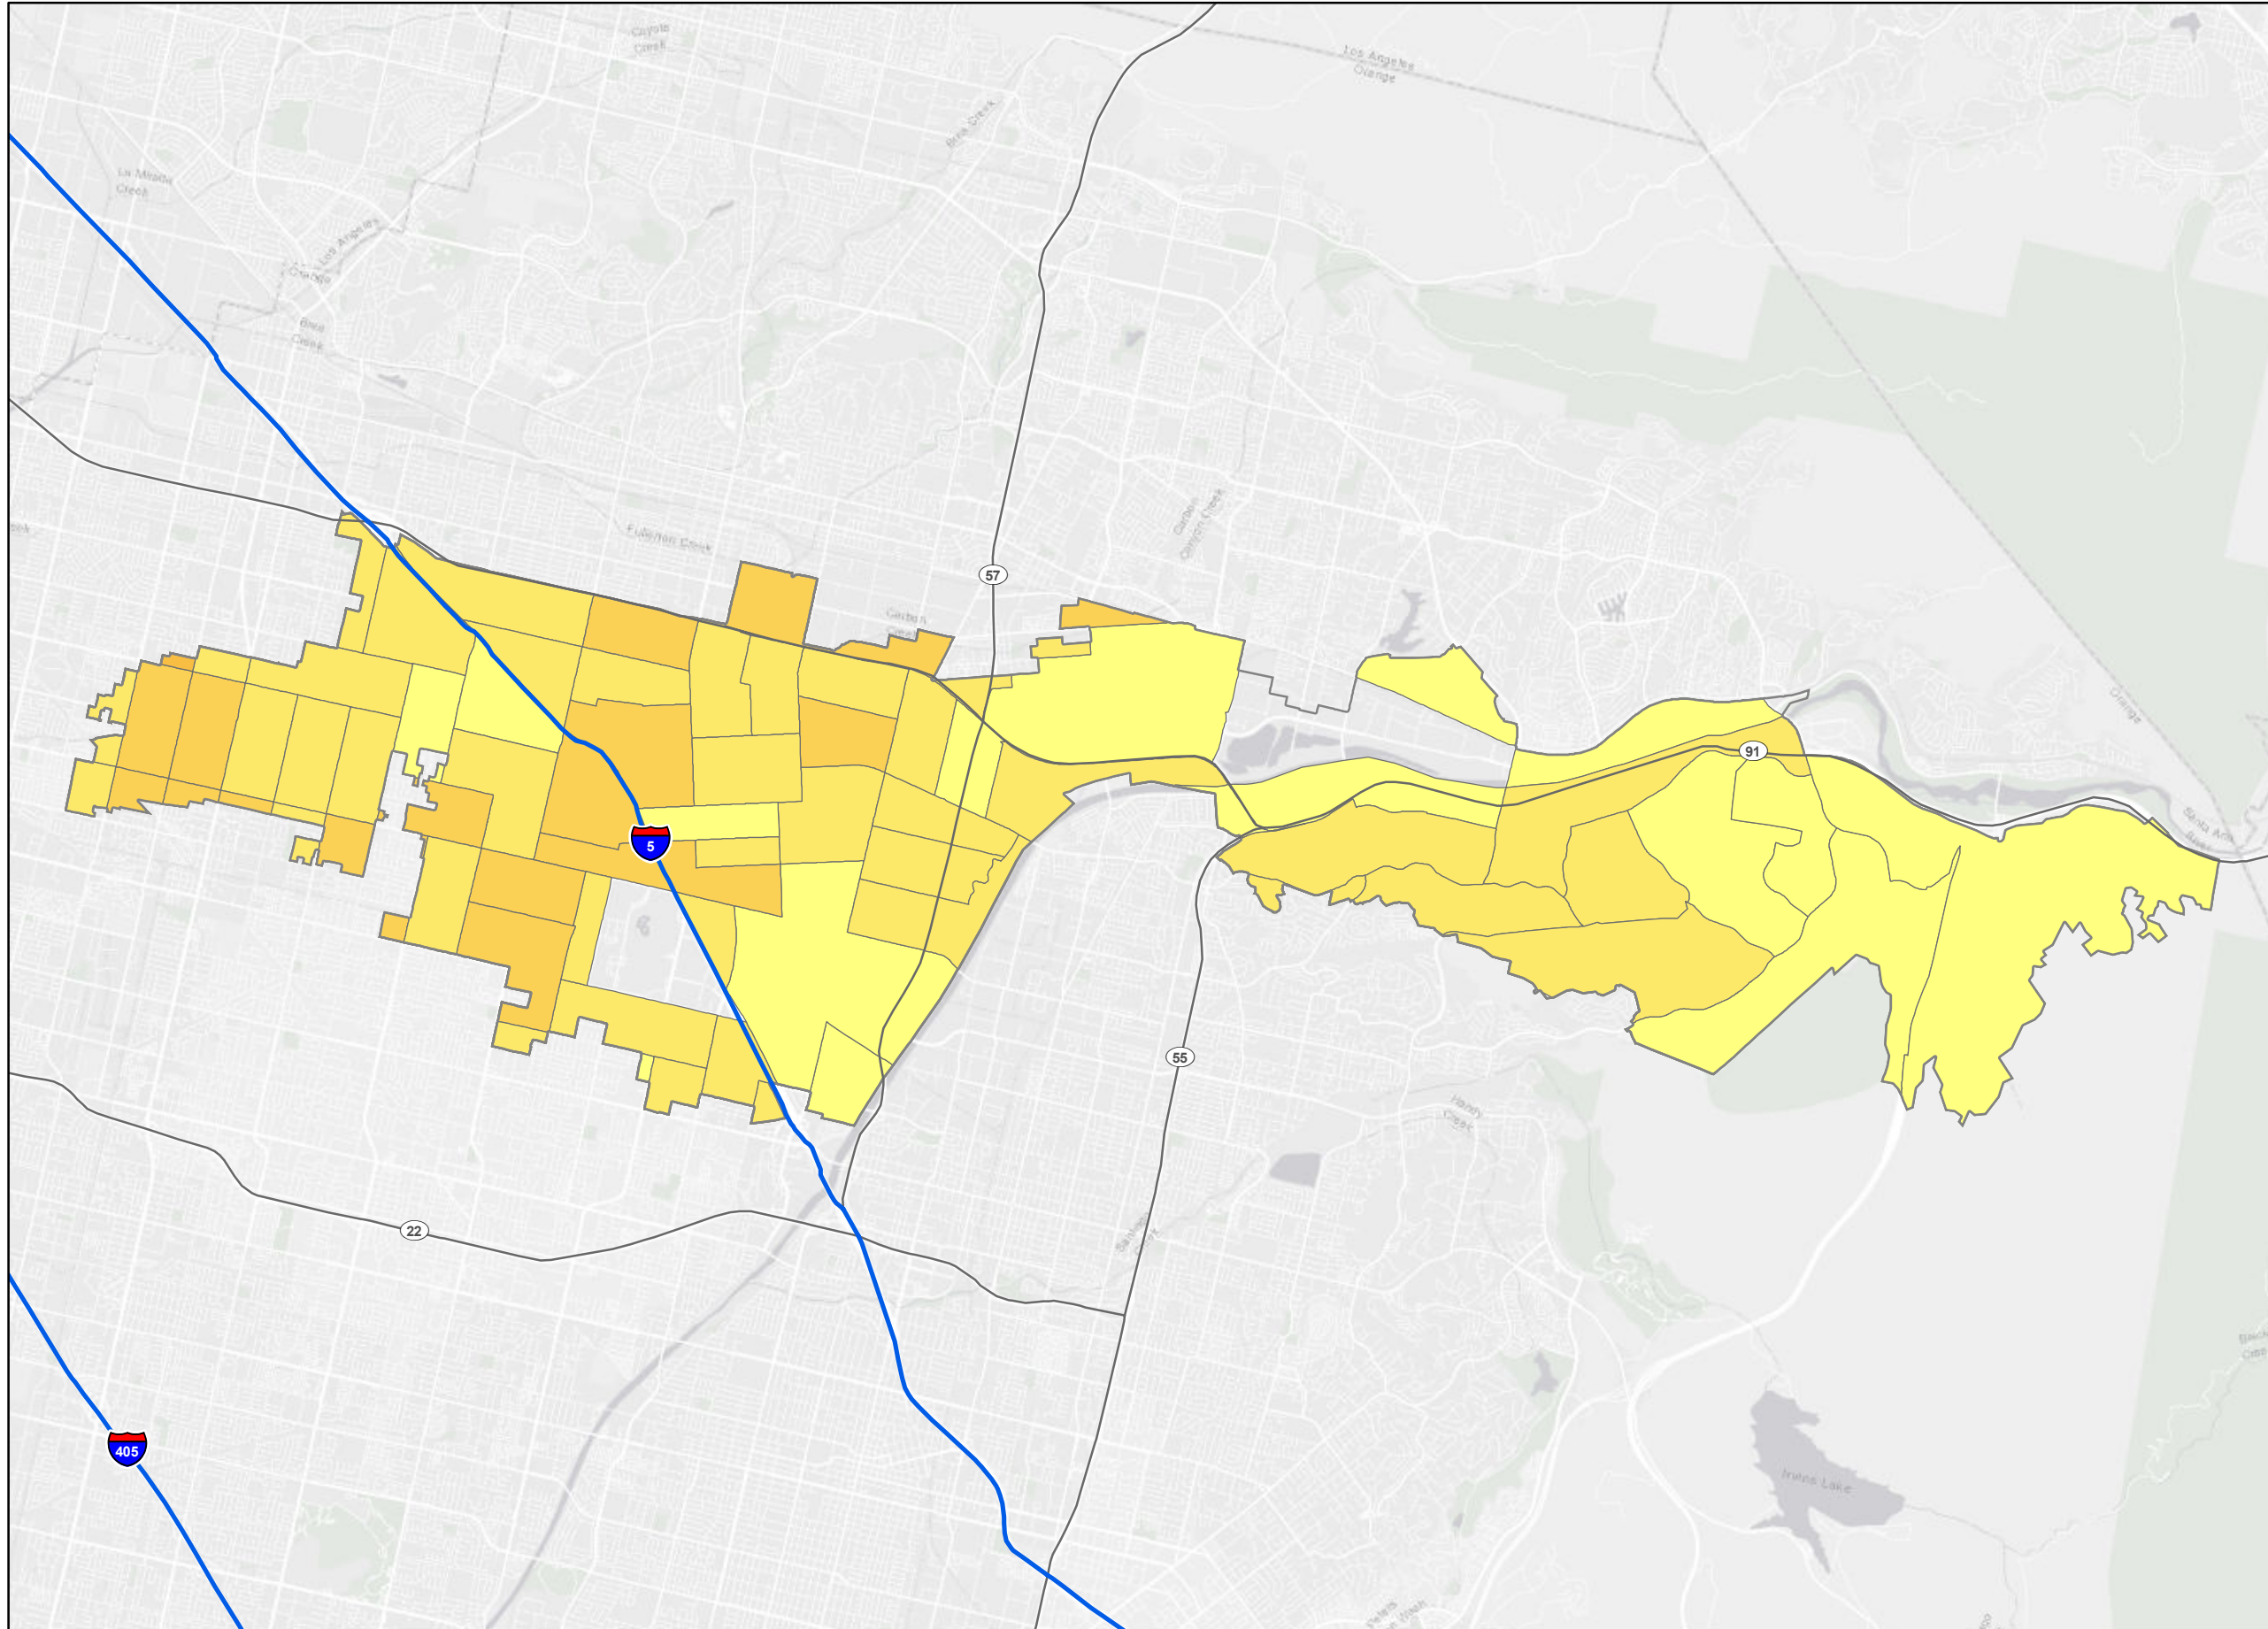 Coyote
Creek
Los Angeles
Orange
Brea Creek
La Mirada
Creek
Los Angeles
Orange
Brea
Creek
Carbon
Canyon Creek
Fullerton Creek
57
Carbon
Creek
Orange
91
Santa Ana
River
5
55
Handy
Creek
Santiago
Creek
22
405
Irvine Lake